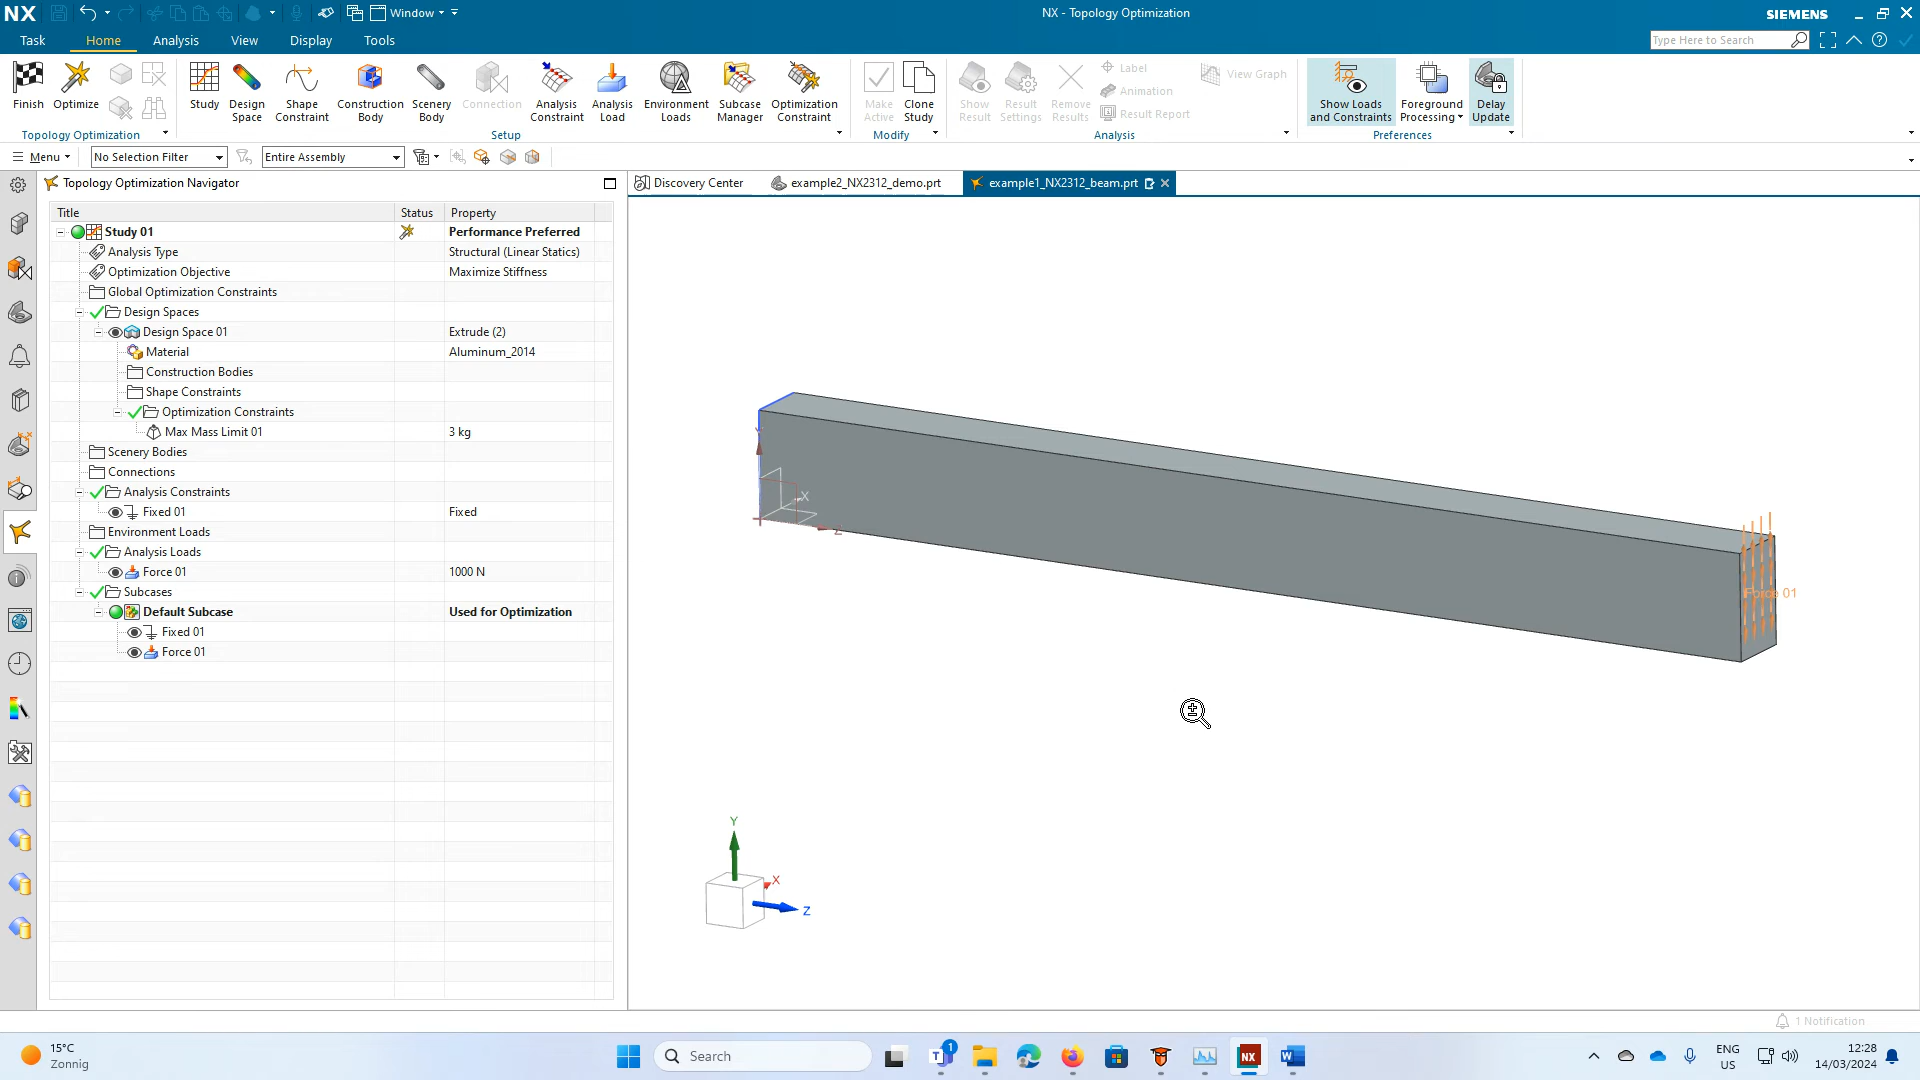 NX
Window
NX - Topology Optimization
SIEMENS
Task
Home
Analysis
View
Display
Tools
Type Here to Search
Finish
Optimize
Study
Design Space
Shape Constraint
Construction Body
Scenery Body
Connection
Analysis Constraint
Analysis Load
Environment Loads
Subcase Manager
Optimization Constraint
Make Active
Clone Study
Show Result
Result Settings
Remove Results
Label
Animation
Result Report
View Graph
Show Loads and Constraints
Foreground Processing
Delay Update
Topology Optimization
Setup
Modify
Analysis
Preferences
Menu
No Selection Filter
Entire Assembly
Topology Optimization Navigator
Discovery Center
example2_NX2312_demo.prt
example1_NX2312_beam.prt
Title Status Property
Study 01 Performance Preferred
Analysis Type Structural (Linear Statics)
Optimization Objective Maximize Stiffness
Global Optimization Constraints
Design Spaces
Design Space 01 Extrude (2)
Material Aluminum_2014
Construction Bodies
Shape Constraints
Optimization Constraints
Max Mass Limit 01 3 kg
Scenery Bodies
Connections
Analysis Constraints
Fixed 01 Fixed
Environment Loads
Analysis Loads
Force 01 1000 N
Subcases
Default Subcase Used for Optimization
Fixed 01
Force 01
Y
X
Z
Force 01
Y
X
Z
1 Notification
15°C
Zonnig
Search
T
1
NX
W
ENG
US
12:28
14/03/2024